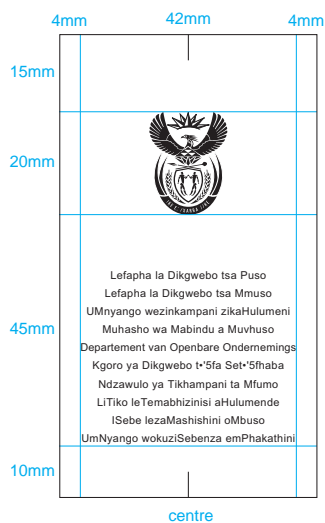 4mm 42mm 4mm
15mm
20mm
45mm
10mm
Lefapha la Dikgwebo tsa Puso
Lefapha la Dikgwebo tsa Mmuso
UMnyango wezinkampani zikaHulumeni
Muhasho wa Mabindu a Muvhuso
Departement van Openbare Ondernemings
Kgoro ya Dikgwebo t•'5fa Set•'5fhaba
Ndzawulo ya Tikhampani ta Mfumo
LiTiko leTemabhizinisi aHulumende
ISebe lezaMashishini oMbuso
UmNyango wokuziSebenza emPhakathini
centre